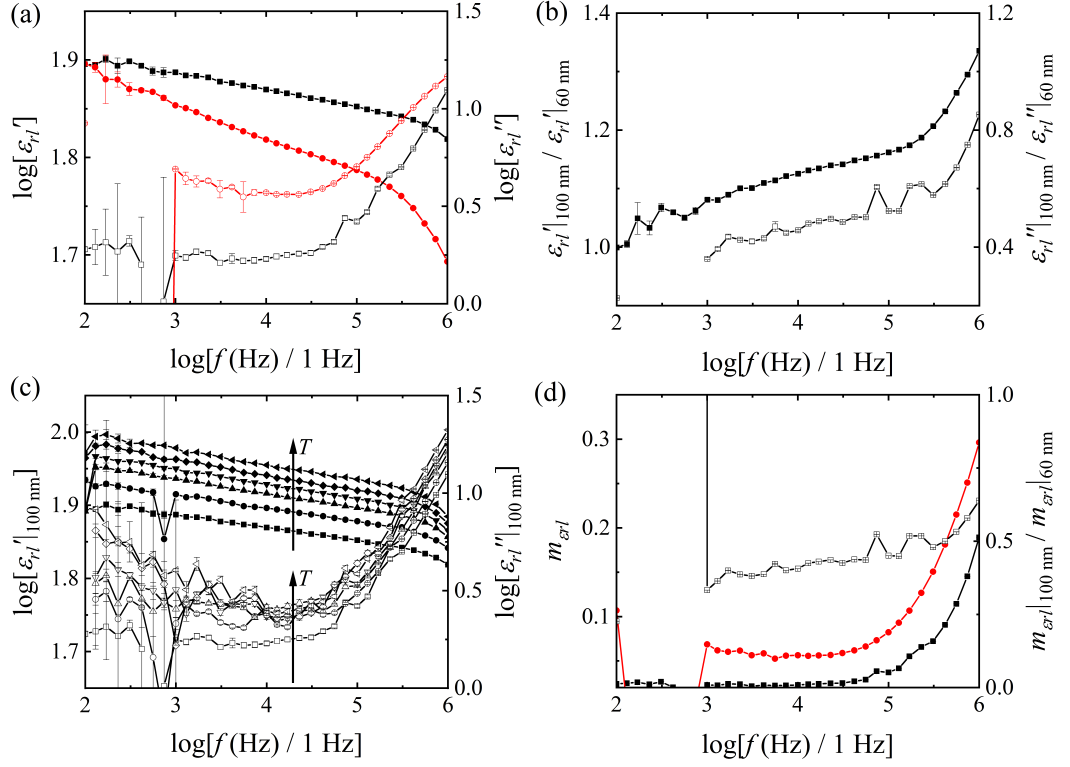 (a)
1.9
1.8
1.7
log[εrl′]
1.5
1.0
0.5
0.0
log[εrl″]
2 3 4 5 6
log[f (Hz) / 1 Hz]
(b)
1.4
1.2
1.0
εrl′|100 nm / εrl′|60 nm
1.2
0.8
0.4
εrl″|100 nm / εrl″|60 nm
2 3 4 5 6
log[f (Hz) / 1 Hz]
(c)
2.0
1.9
1.8
1.7
log[εrl′|100 nm]
T
T
1.5
1.0
0.5
0.0
log[εrl″|100 nm]
2 3 4 5 6
log[f (Hz) / 1 Hz]
(d)
0.3
0.2
0.1
mεrl
1.0
0.5
0.0
mεrl|100 nm / mεrl|60 nm
2 3 4 5 6
log[f (Hz) / 1 Hz]